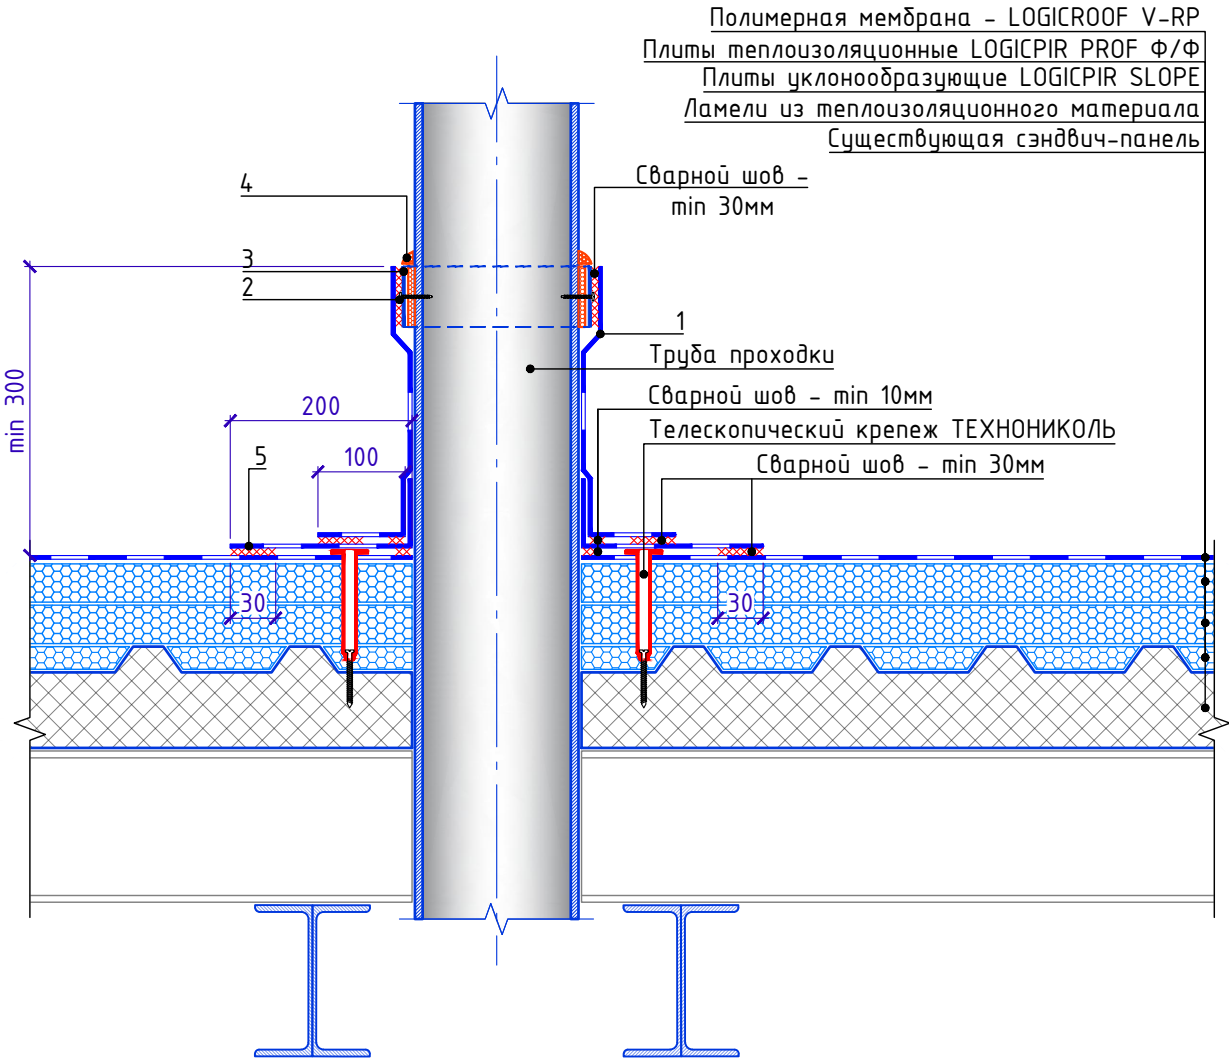 Полимерная мембрана - LOGICROOF V-RP
Плиты теплоизоляционные LOGICPIR PROF Ф/Ф
Плиты уклонообразующие LOGICPIR SLOPE
Ламели из теплоизоляционного материала
Существующая сэндвич-панель
Сварной шов -
min 30мм
4
3
2
1
Труба проходки
min 300
200
Сварной шов - min 10мм
Телескопический крепеж ТЕХНОНИКОЛЬ
5
100
Сварной шов - min 30мм
30
30